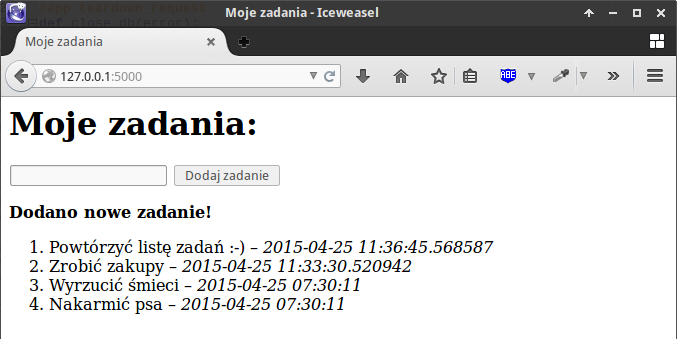 Moje zadania - Iceweasel
Moje zadania
127.0.0.1:5000
ABE
Moje zadania:
Dodaj zadanie
Dodano nowe zadanie!
1. Powtórzyć listę zadań :-) – 2015-04-25 11:36:45.568587
2. Zrobić zakupy – 2015-04-25 11:33:30.520942
3. Wyrzucić śmieci – 2015-04-25 07:30:11
4. Nakarmić psa – 2015-04-25 07:30:11